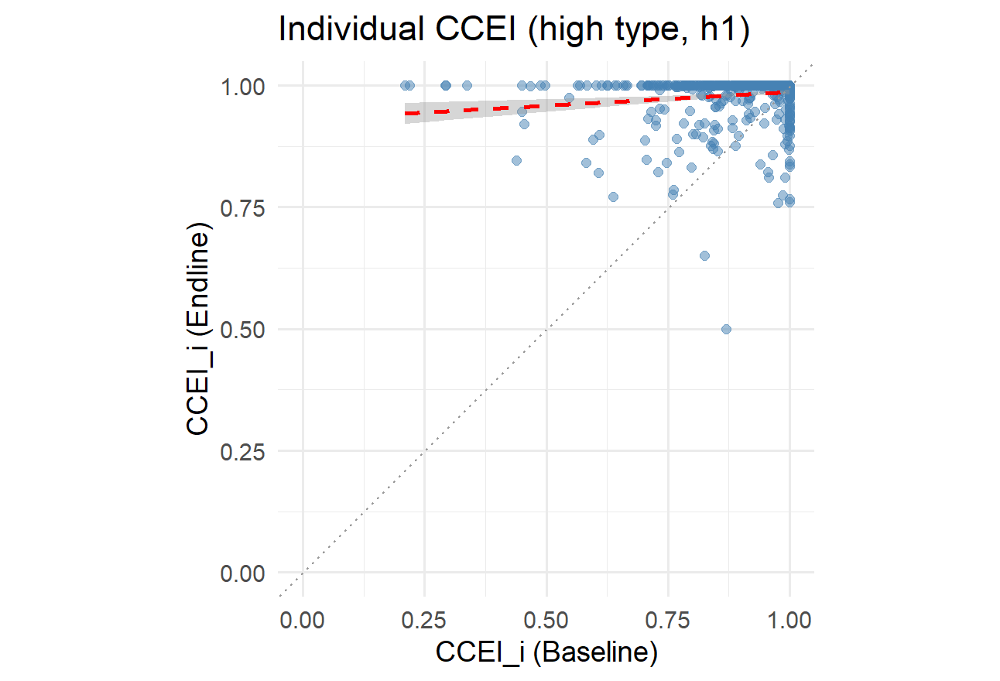 Individual CCEI (high type, h1)
1.00
0.75
0.50
0.25
0.00
CCEI_i (Endline)
0.00 0.25 0.50 0.75 1.00
CCEI_i (Baseline)